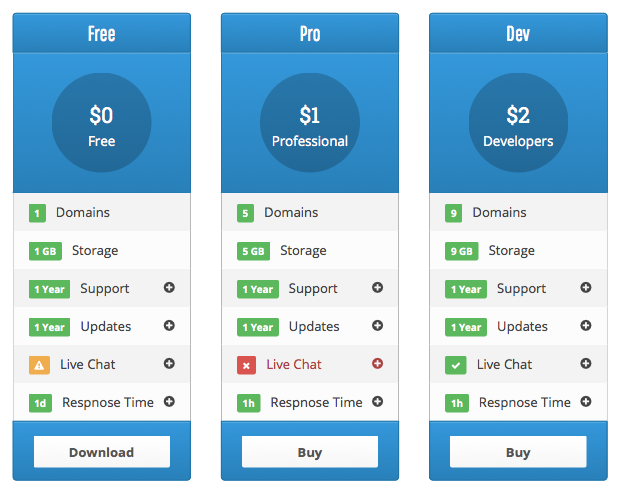 Free
$0
Free
1 Domains
1 GB Storage
1 Year Support
1 Year Updates
Live Chat
1d Respnose Time
Download
Pro
$1
Professional
5 Domains
5 GB Storage
1 Year Support
1 Year Updates
Live Chat
1h Respnose Time
Buy
Dev
$2
Developers
9 Domains
9 GB Storage
1 Year Support
1 Year Updates
Live Chat
1h Respnose Time
Buy